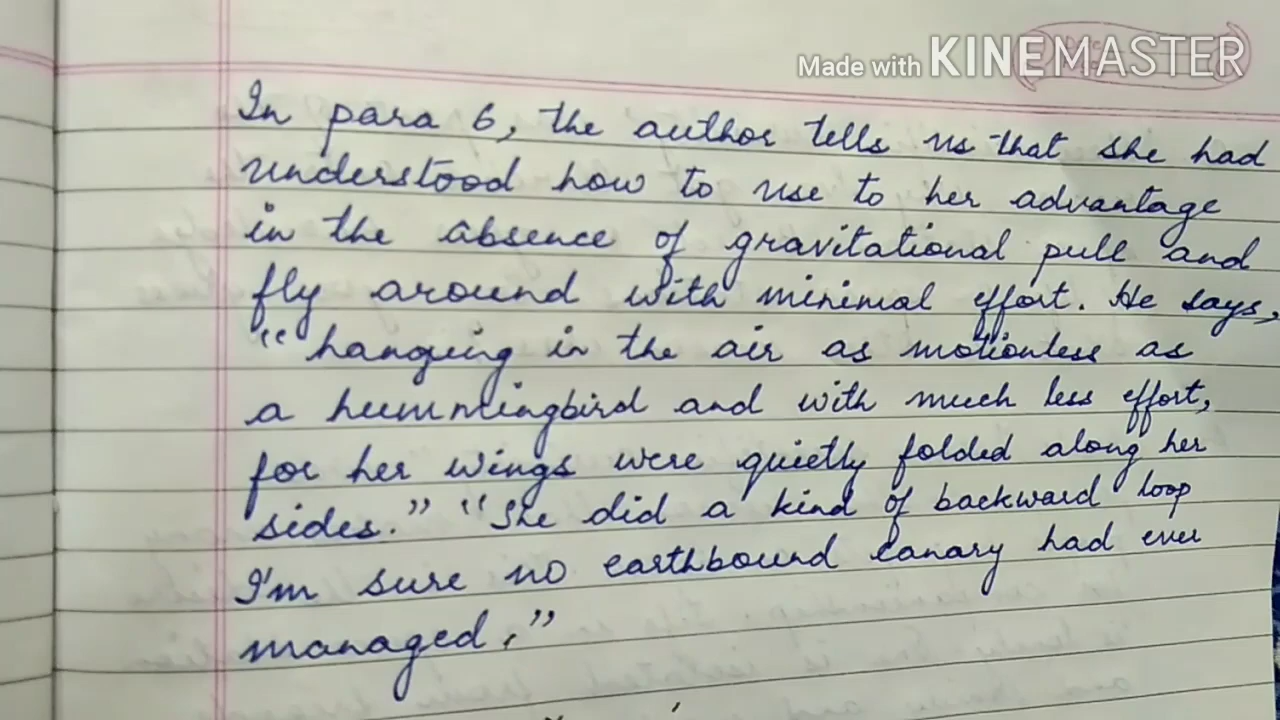 Made with KINEMASTER
In para 6, the author tells us that she had
understood how to use to her advantage
in the absence of gravitational pull and
fly around with minimal effort. He says,
"hanging in the air as motionless as
a hummingbird and with much less effort,
for her wings were quietly folded along her
sides." "She did a kind of backward loop
I'm sure no earthbound canary had ever
managed."